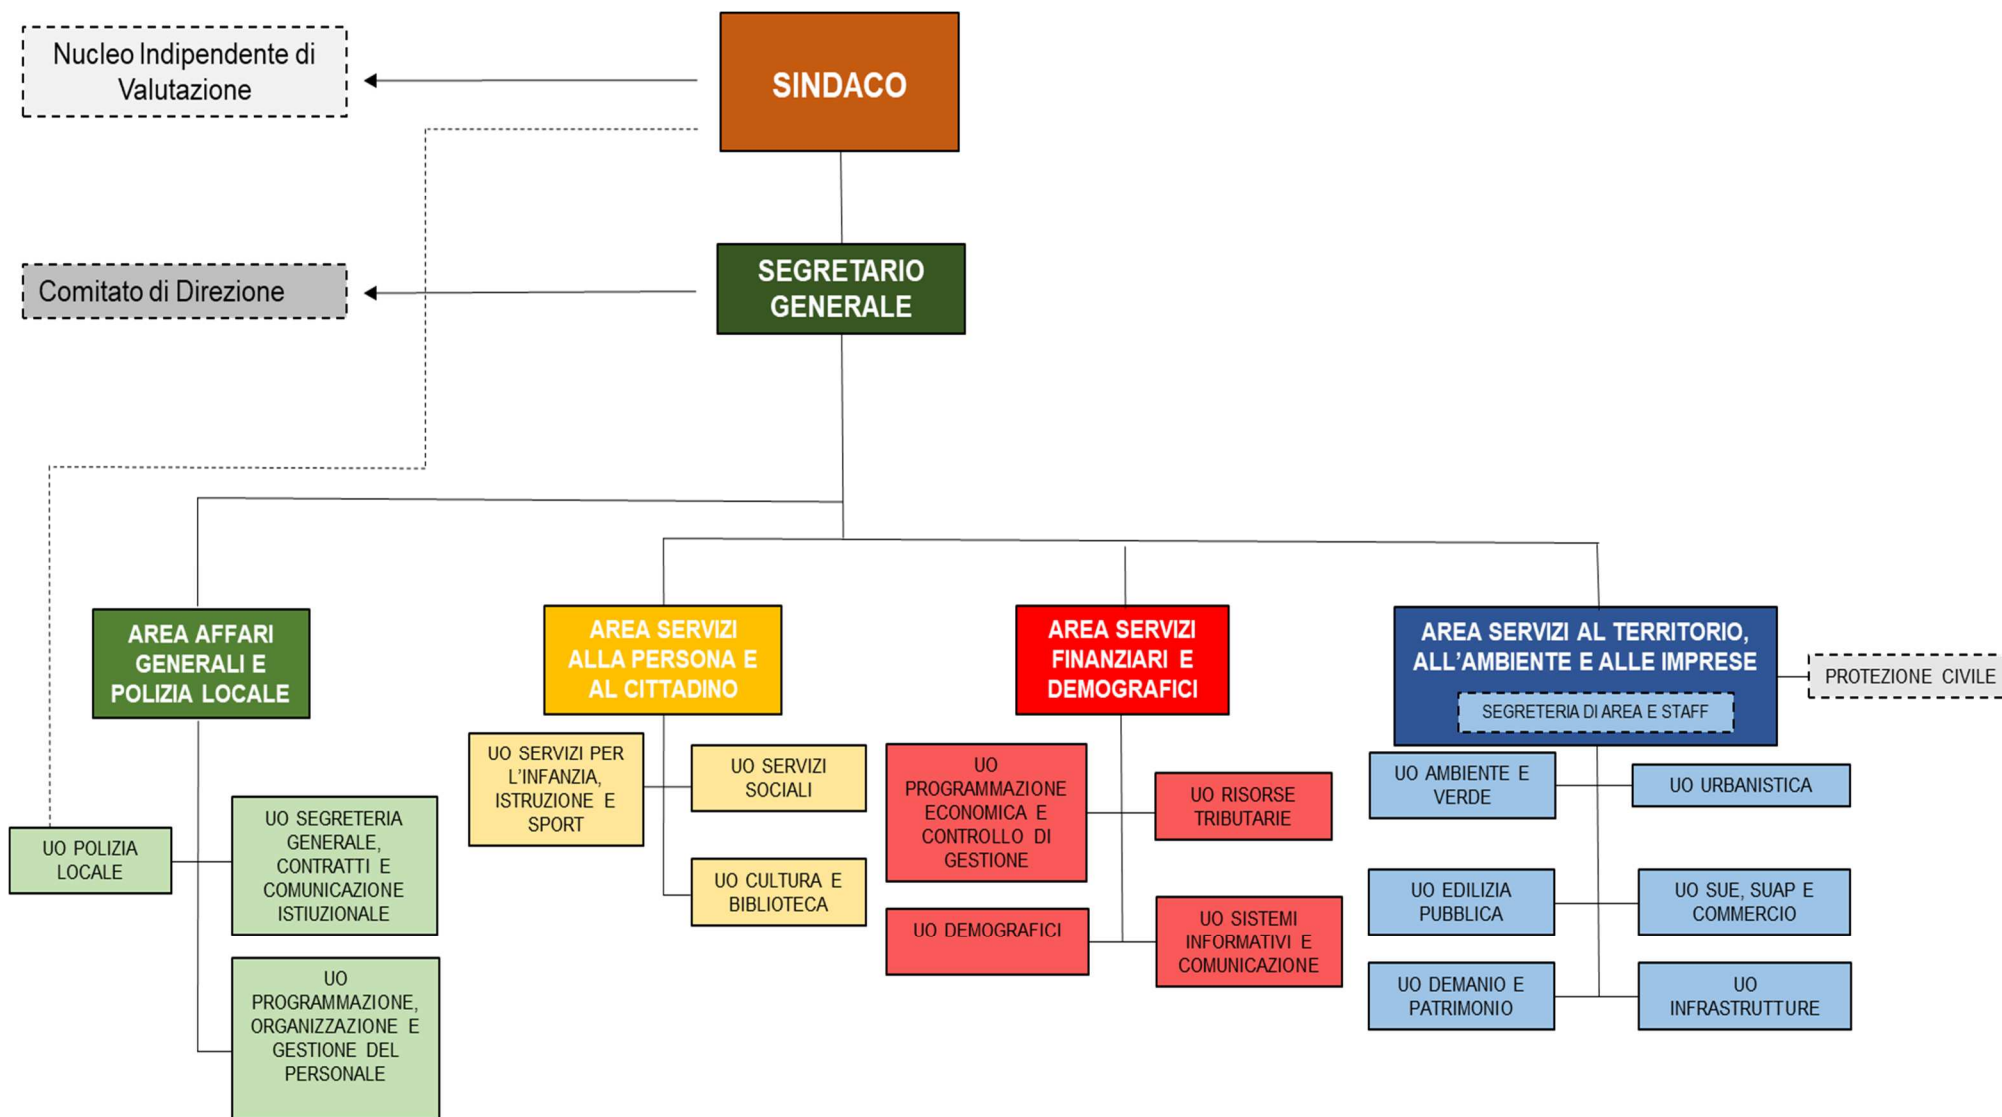 Nucleo Indipendente di
Valutazione
SINDACO
Comitato di Direzione
SEGRETARIO
GENERALE
AREA AFFARI
GENERALI E
POLIZIA LOCALE
AREA SERVIZI
ALLA PERSONA E
AL CITTADINO
AREA SERVIZI
FINANZIARI E
DEMOGRAFICI
AREA SERVIZI AL TERRITORIO,
ALL'AMBIENTE E ALLE IMPRESE
SEGRETERIA DI AREA E STAFF
PROTEZIONE CIVILE
UO POLIZIA
LOCALE
UO SEGRETERIA
GENERALE,
CONTRATTI E
COMUNICAZIONE
ISTIUZIONALE
UO
PROGRAMMAZIONE,
ORGANIZZAZIONE E
GESTIONE DEL
PERSONALE
UO SERVIZI PER
L'INFANZIA,
ISTRUZIONE E
SPORT
UO SERVIZI
SOCIALI
UO CULTURA E
BIBLIOTECA
UO
PROGRAMMAZIONE
ECONOMICA E
CONTROLLO DI
GESTIONE
UO RISORSE
TRIBUTARIE
UO DEMOGRAFICI
UO SISTEMI
INFORMATIVI E
COMUNICAZIONE
UO AMBIENTE E
VERDE
UO URBANISTICA
UO EDILIZIA
PUBBLICA
UO SUE, SUAP E
COMMERCIO
UO DEMANIO E
PATRIMONIO
UO
INFRASTRUTTURE